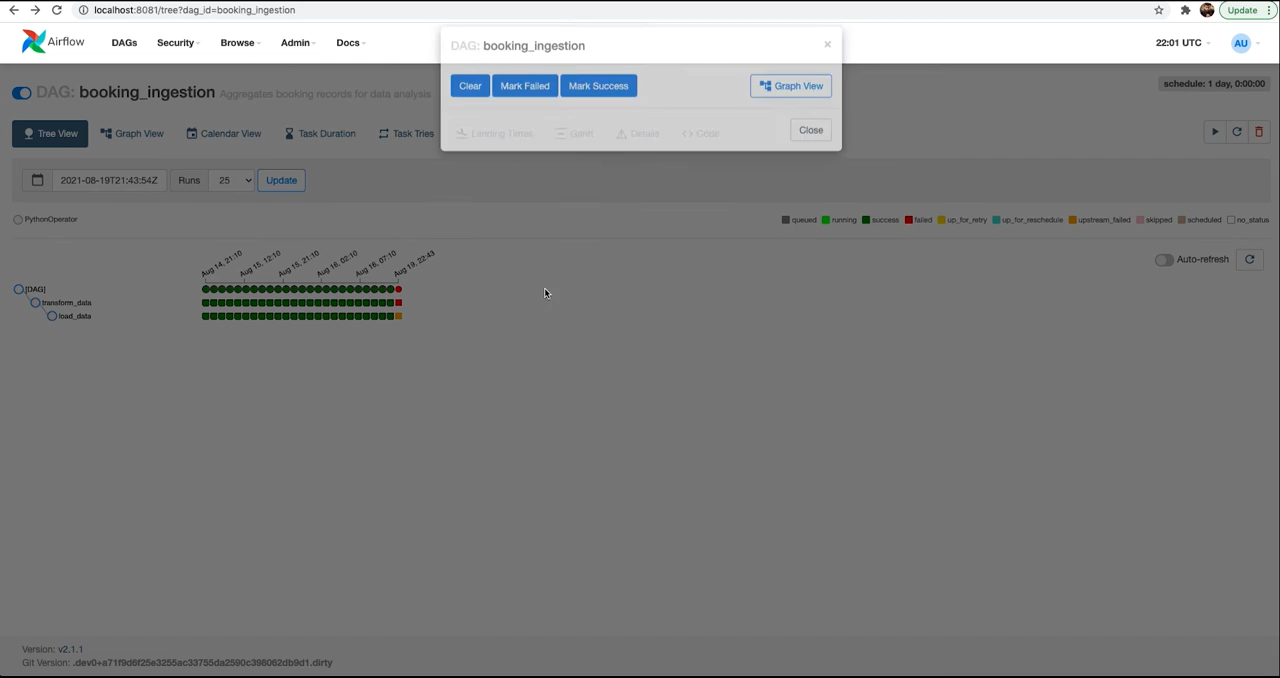 localhost:8081/tree?dag_id=booking_ingestion
Update
Airflow
DAGs
Security
Browse
Admin
Docs
22:01 UTC
AU
DAG: booking_ingestion
×
Clear
Mark Failed
Mark Success
Graph View
Close
DAG: booking_ingestion
Aggregates booking records for data analysis
schedule: 1 day, 0:00:00
Tree View
Graph View
Calendar View
Task Duration
Task Tries
Landing Times
Gantt
Details
<> Code
2021-08-19T21:43:54Z
Runs
25
Update
PythonOperator
queued
running
success
failed
up_for_retry
up_for_reschedule
upstream_failed
skipped
scheduled
no_status
Aug 14, 21:10
Aug 15, 12:10
Aug 15, 21:10
Aug 16, 02:10
Aug 16, 07:10
Aug 19, 22:43
Auto-refresh
[DAG]
transform_data
load_data
Version: v2.1.1
Git Version: .dev0+a71f9d6f25e3255ac33755da2590c398062db9d1.dirty